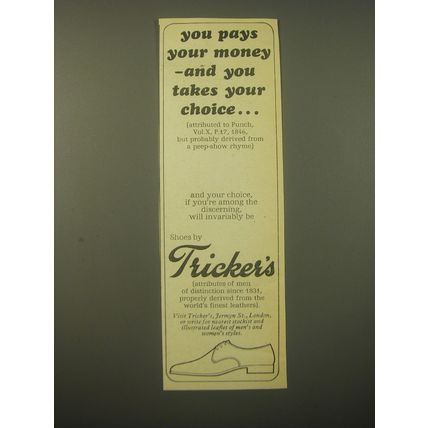 you pays
your money
-and you
takes your
choice...
(attributed to Punch,
Vol.X, P.17, 1846,
but probably derived from
a peep-show rhyme)
and your choice,
if you're among the
discerning,
will invariably be
Shoes by
Tricker's
(attributes of men
of distinction since 1831,
properly derived from the
world's finest leathers).
Visit Tricker's, Jermyn St., London,
or write for nearest stockist and
illustrated leaflet of men's and
women's styles.